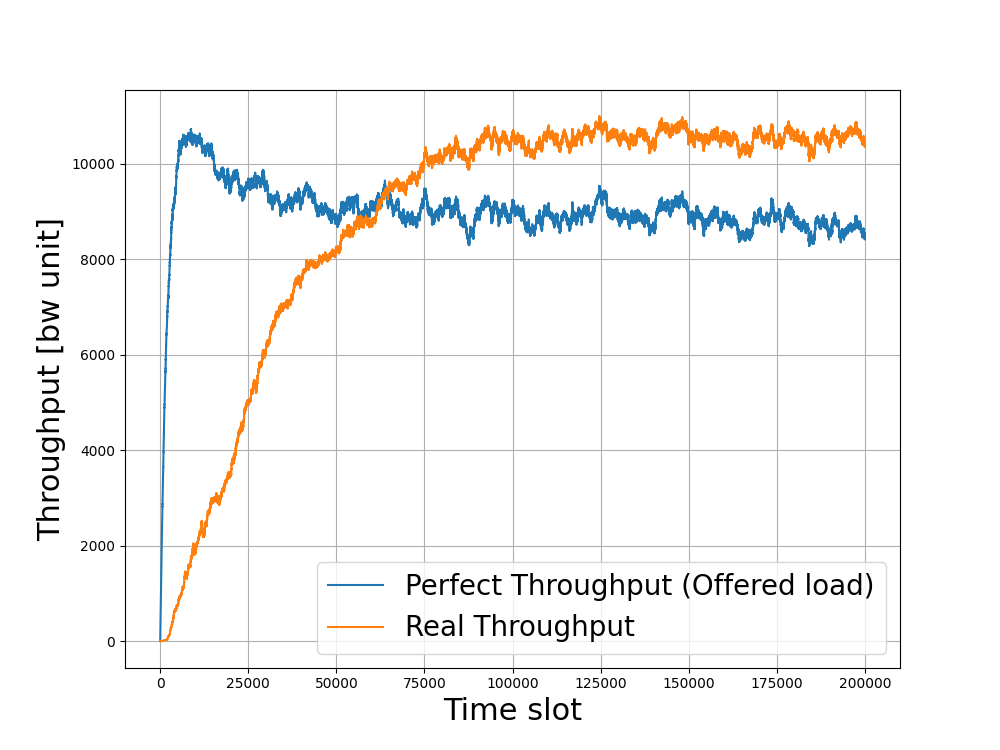 Throughput [bw unit]
10000
8000
6000
4000
2000
0
Perfect Throughput (Offered load)
Real Throughput
0 25000 50000 75000 100000 125000 150000 175000 200000
Time slot